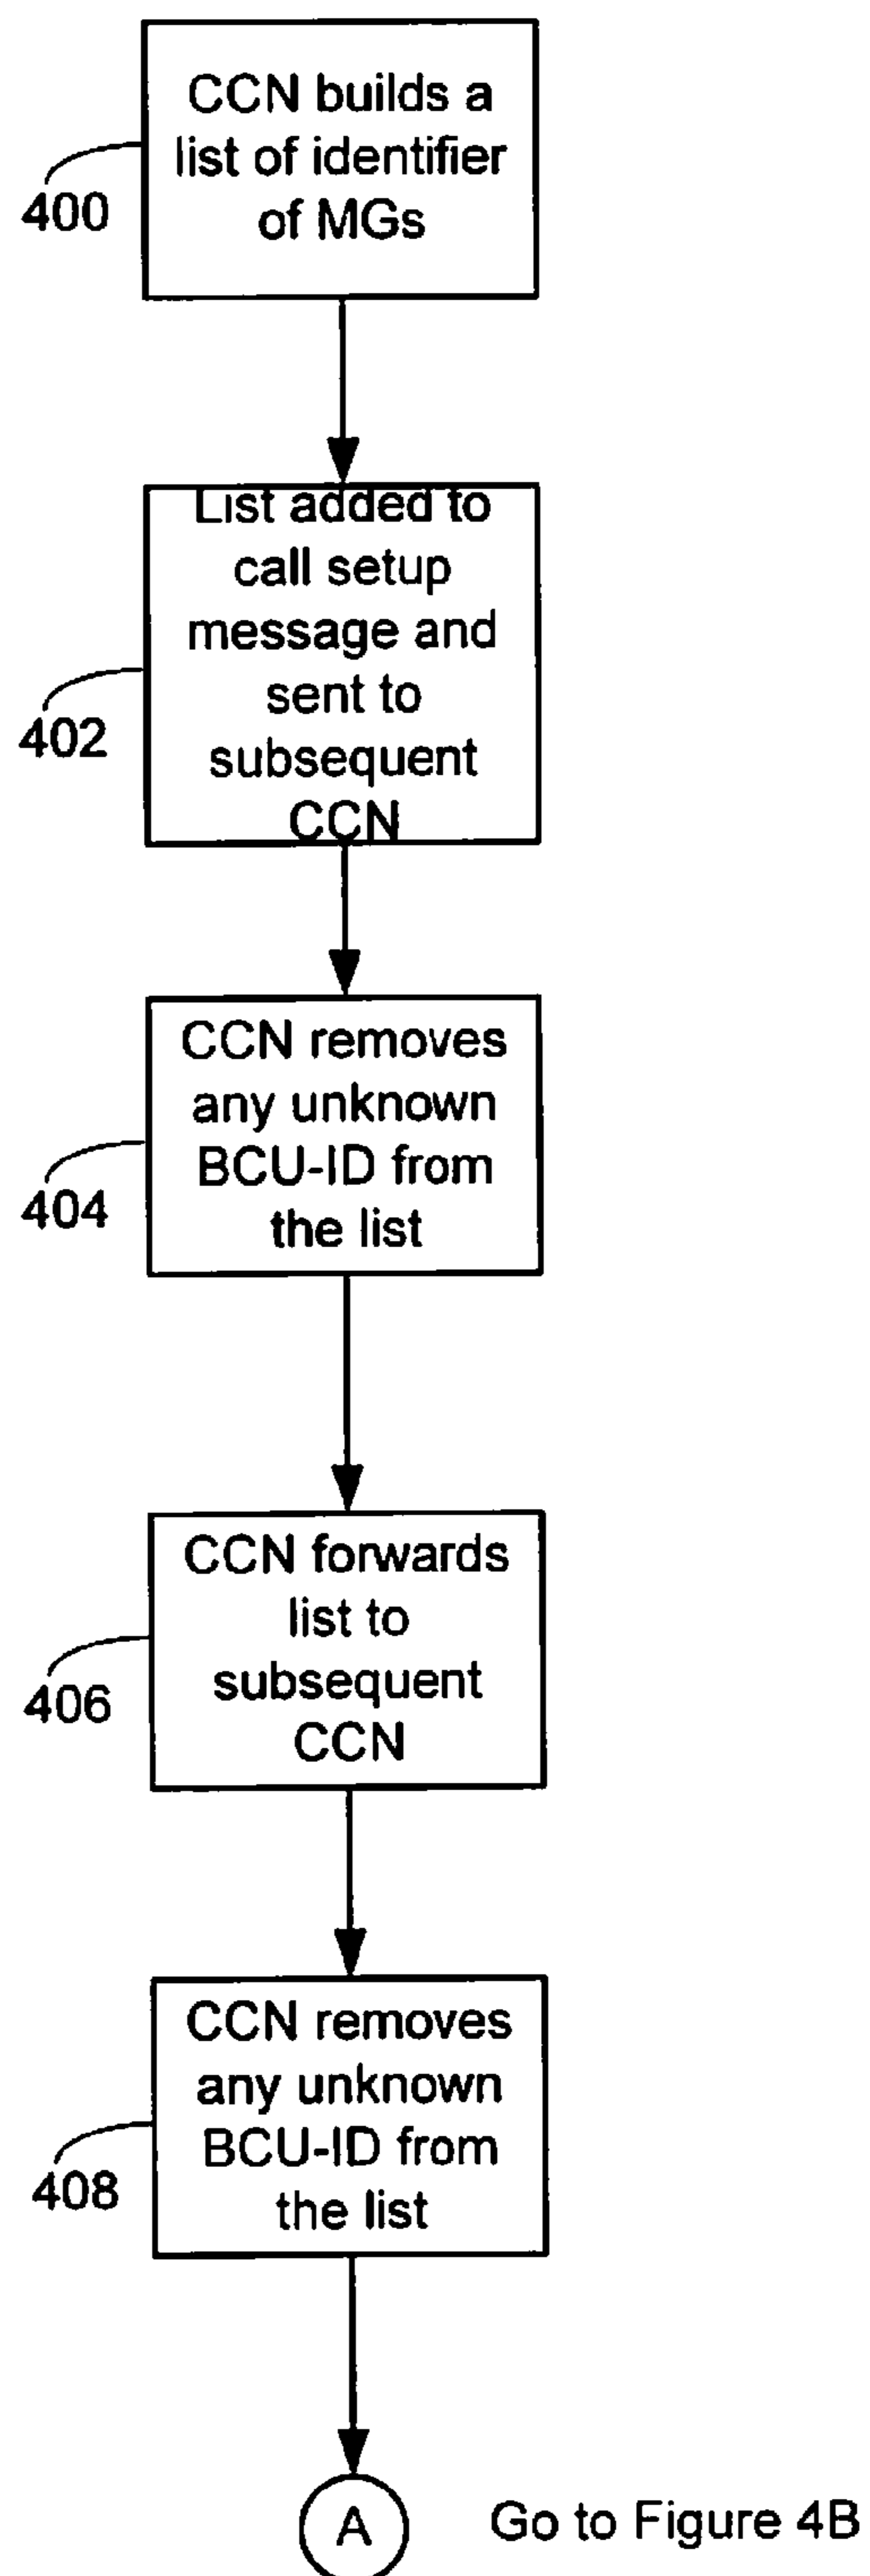 CCN builds a
list of identifier
of MGs
400
List added to
call setup
message and
sent to
subsequent
CCN
402
CCN removes
any unknown
BCU-ID from
the list
404
CCN forwards
list to
subsequent
CCN
406
CCN removes
any unknown
BCU-ID from
the list
408
A
Go to Figure 4B